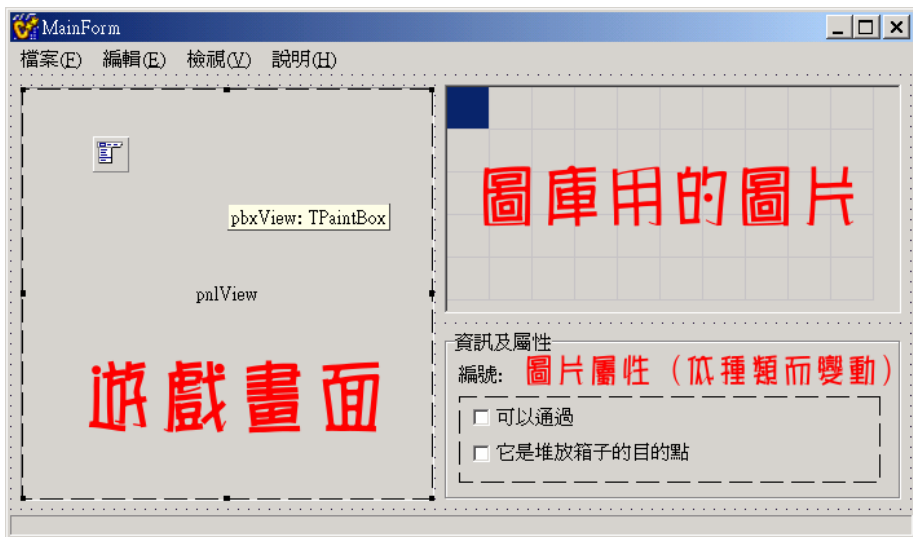 MainForm
檔案(F) 編輯(E) 檢視(V) 說明(H)
pbxView: TPaintBox
pnlView
遊戲畫面
圖庫用的圖片
資訊及屬性
編號: 圖片屬性（依種類而變動）
可以通過
它是堆放箱子的目的點